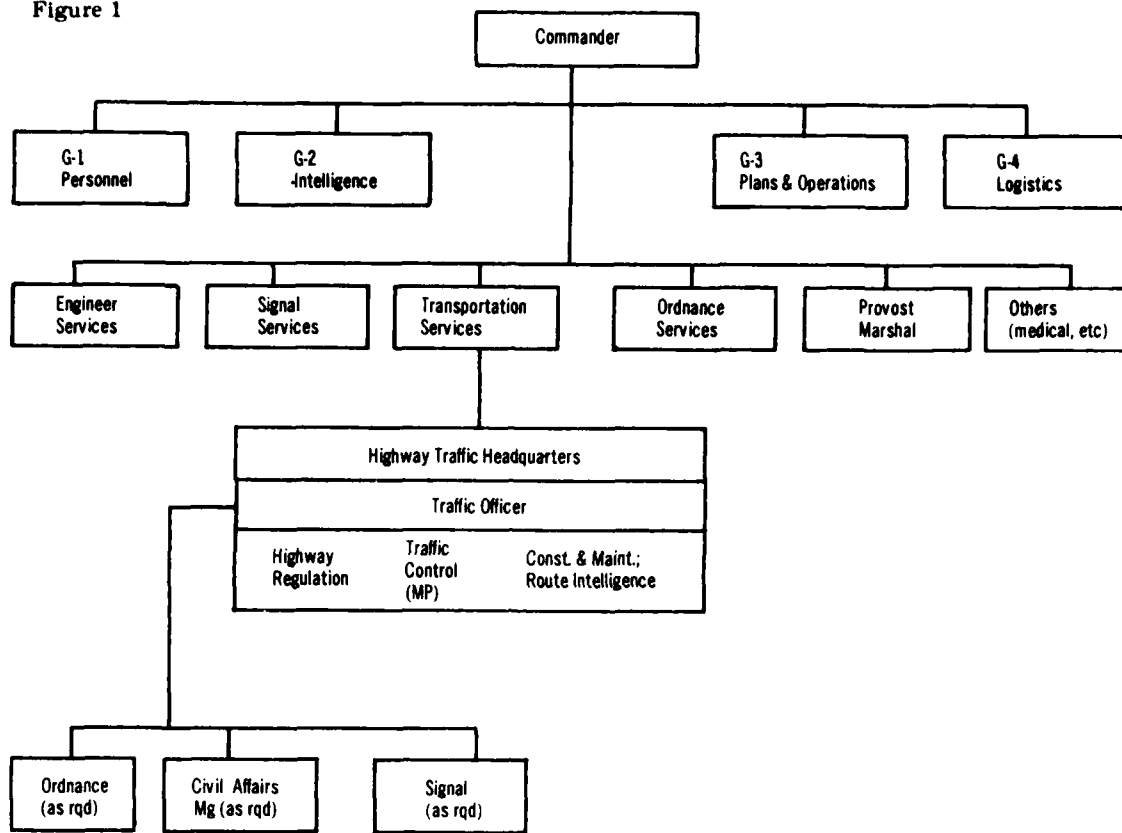 Figure 1
Commander
G-1
Personnel
G-2
-Intelligence
G-3
Plans & Operations
G-4
Logistics
Engineer
Services
Signal
Services
Transportation
Services
Ordnance
Services
Provost
Marshal
Others
(medical, etc)
Highway Traffic Headquarters
Traffic Officer
Highway
Regulation
Traffic
Control
(MP)
Const. & Maint.;
Route Intelligence
Ordnance
(as rqd)
Civil Affairs
Mg (as rqd)
Signal
(as rqd)